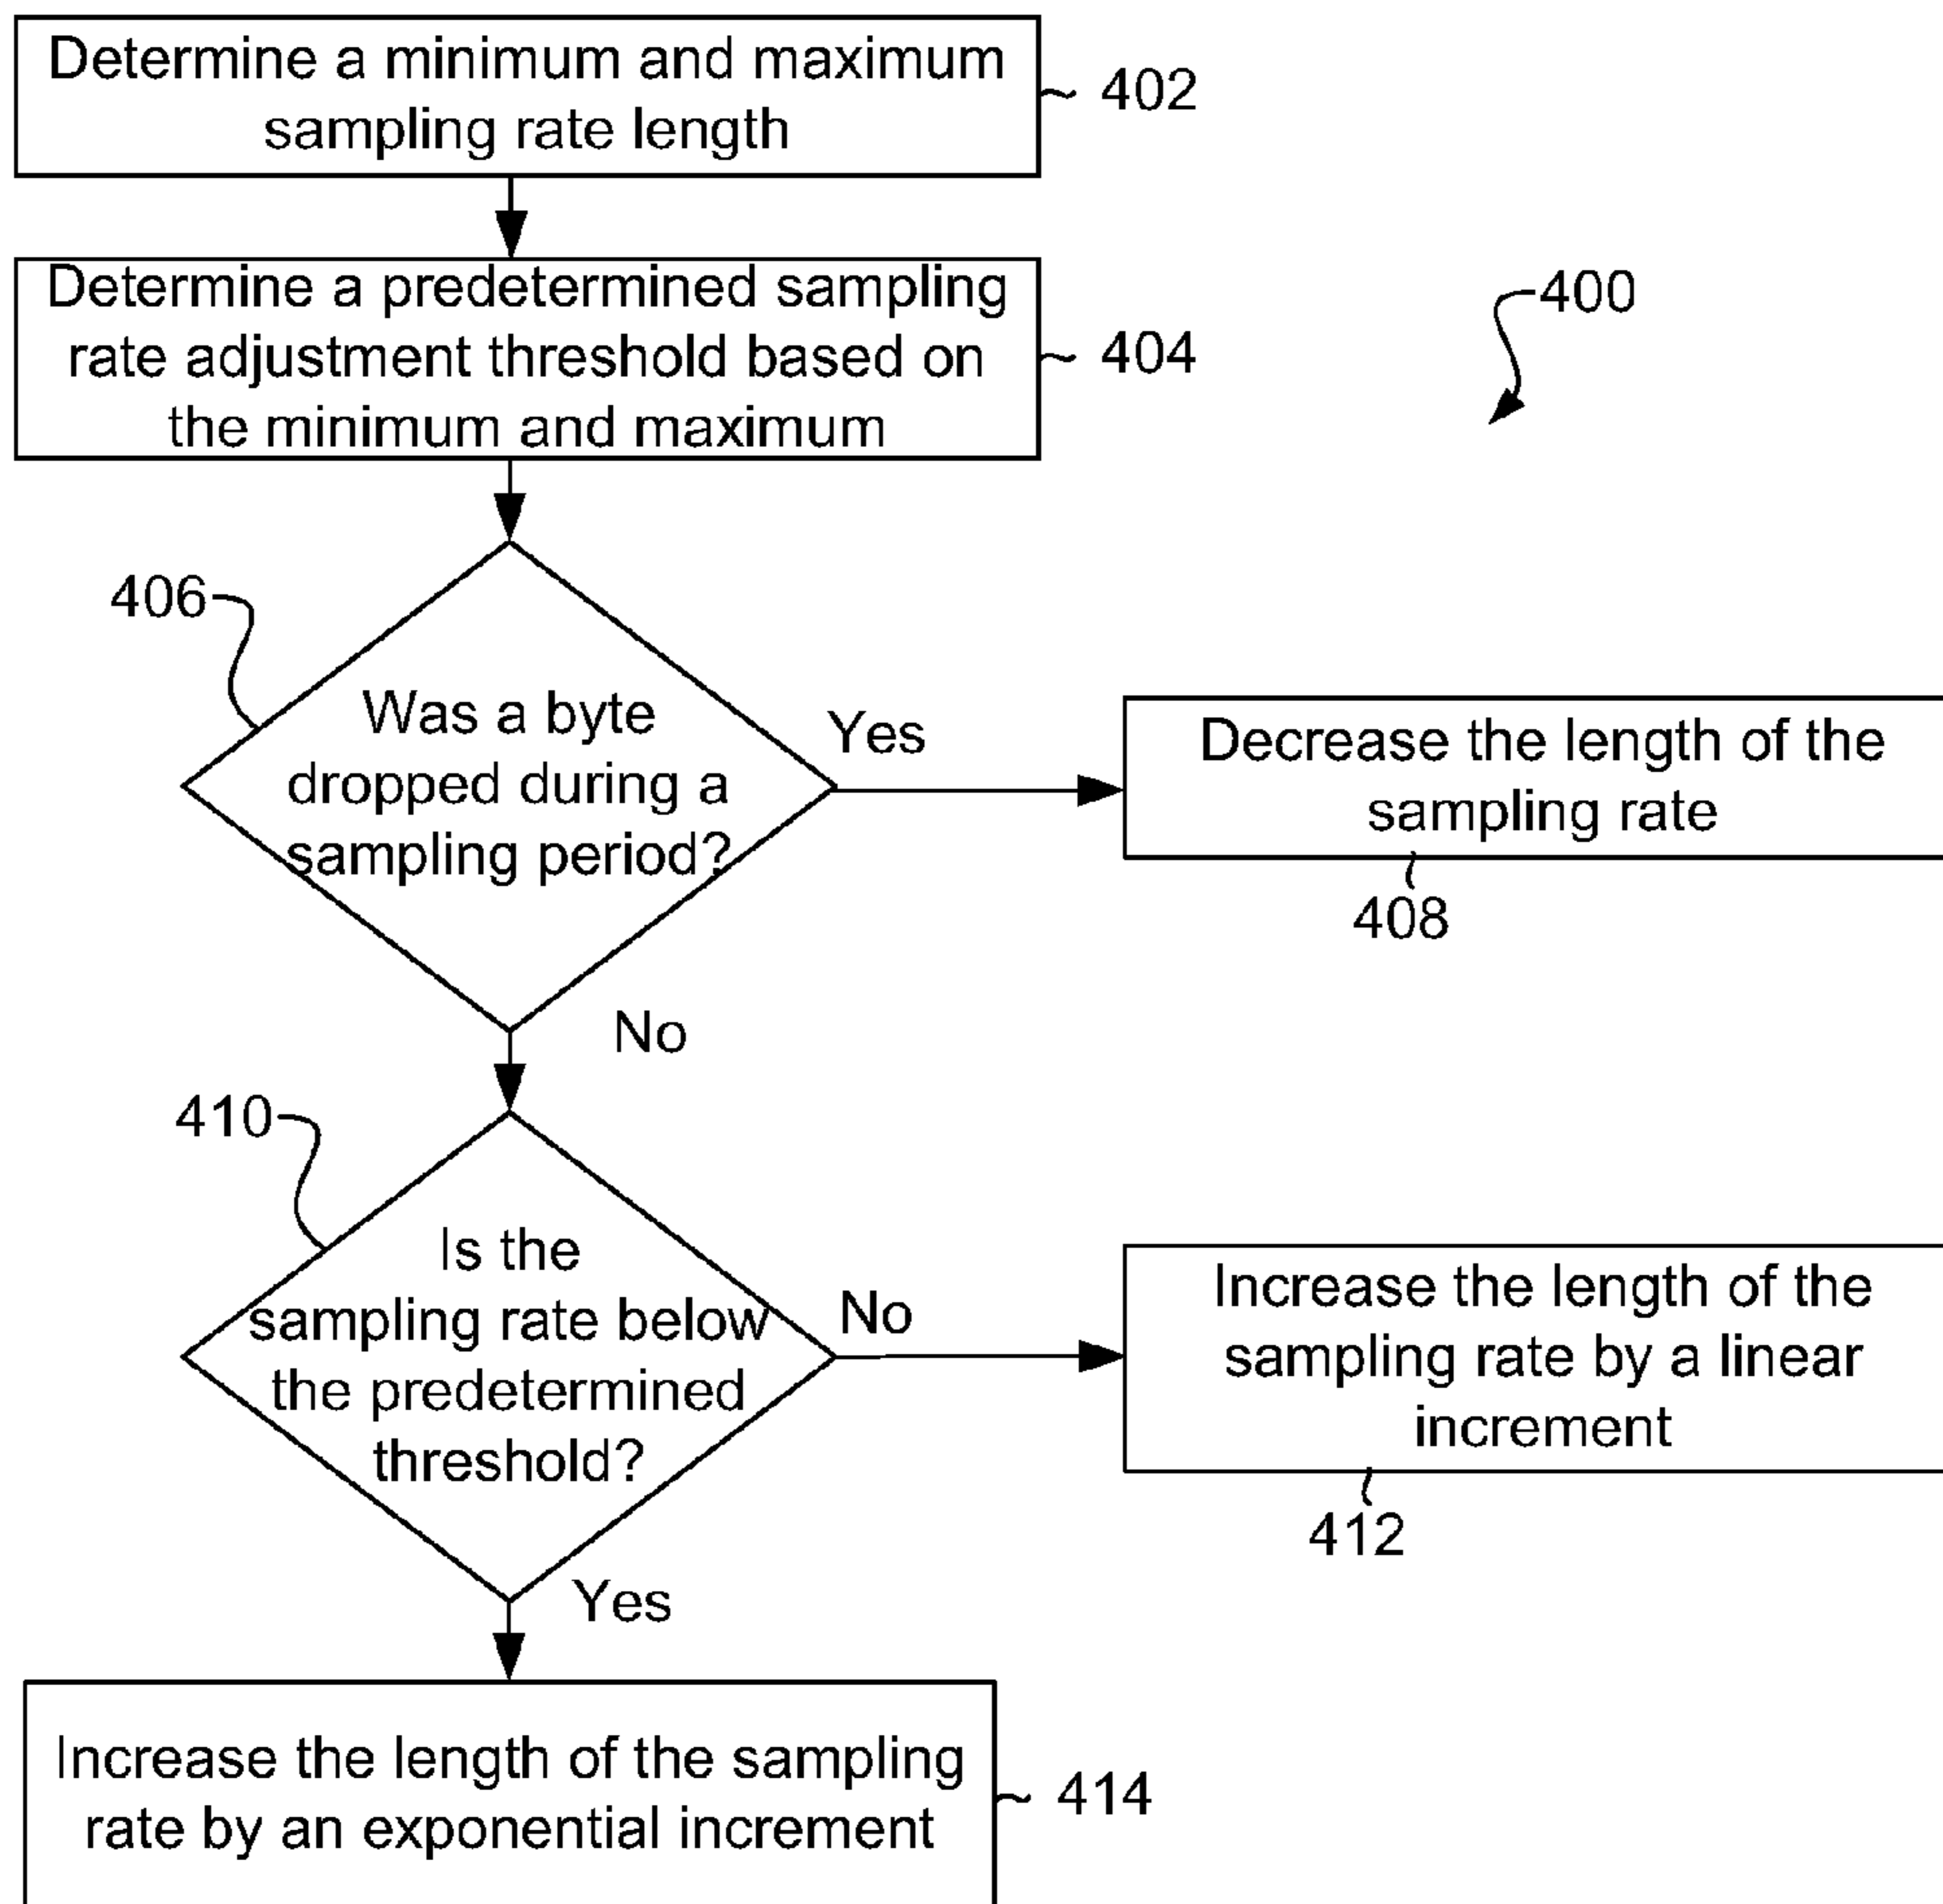 Determine a minimum and maximum
sampling rate length
402
Determine a predetermined sampling
rate adjustment threshold based on
the minimum and maximum
404
400
406
Was a byte
dropped during a
sampling period?
Yes
Decrease the length of the
sampling rate
408
No
410
Is the
sampling rate below
the predetermined
threshold?
No
Increase the length of the
sampling rate by a linear
increment
412
Yes
Increase the length of the sampling
rate by an exponential increment
414